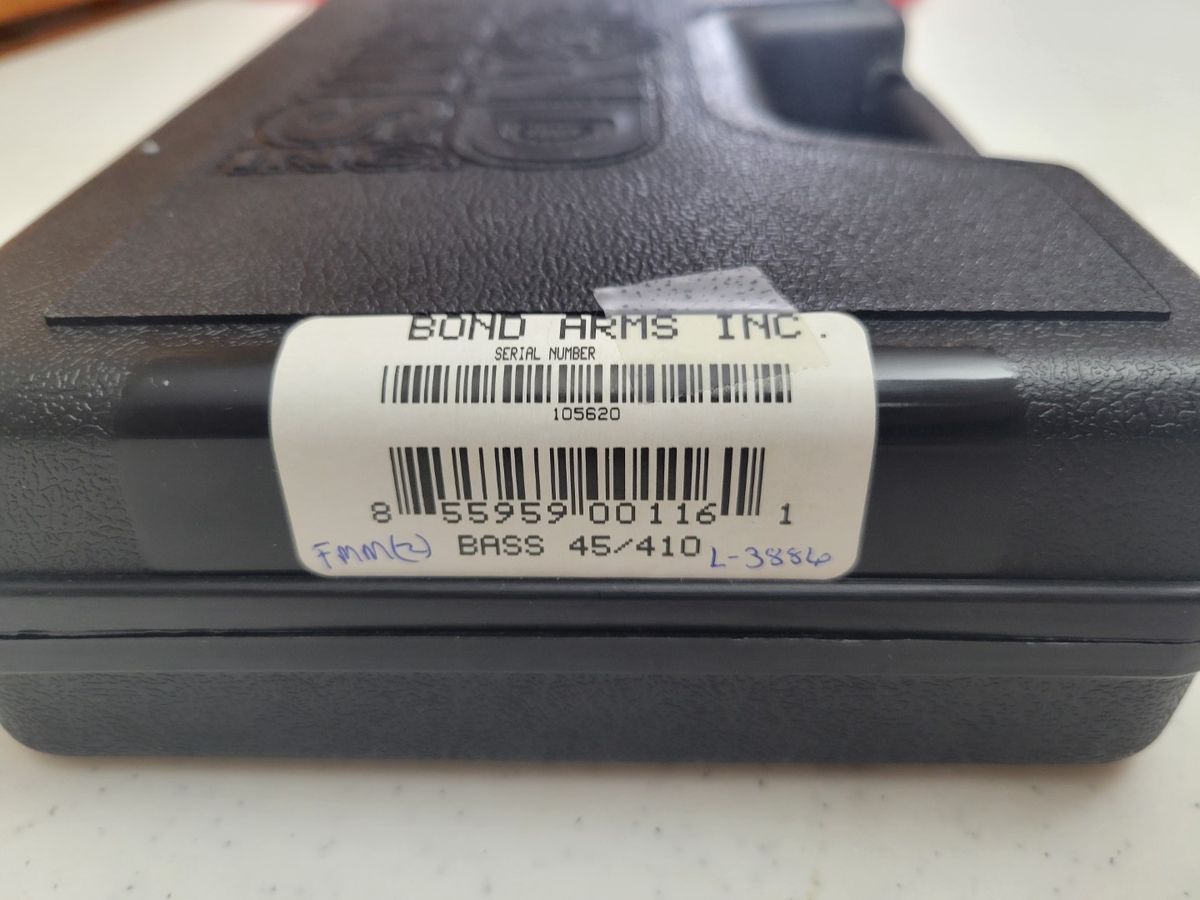 BOND ARMS INC.
SERIAL NUMBER
105620
8 55959 00116 1
FMM(2) BASS 45/410 L-3886